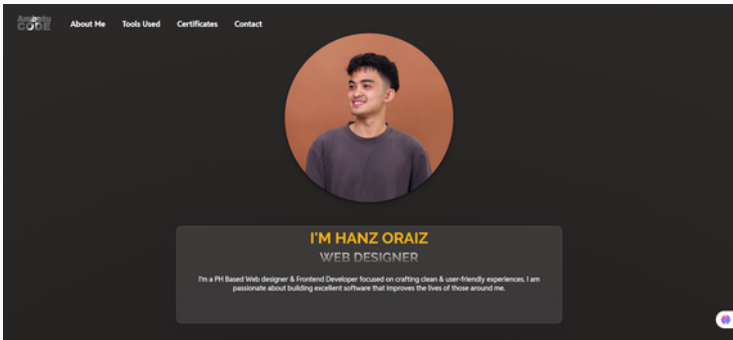 CODE
About Me Tools Used Certificates Contact
I'M HANZ ORAIZ
WEB DESIGNER
I'm a PH Based Web designer & Frontend Developer focused on crafting clean & user-friendly experiences. I am
passionate about building excellent software that improves the lives of those around me.